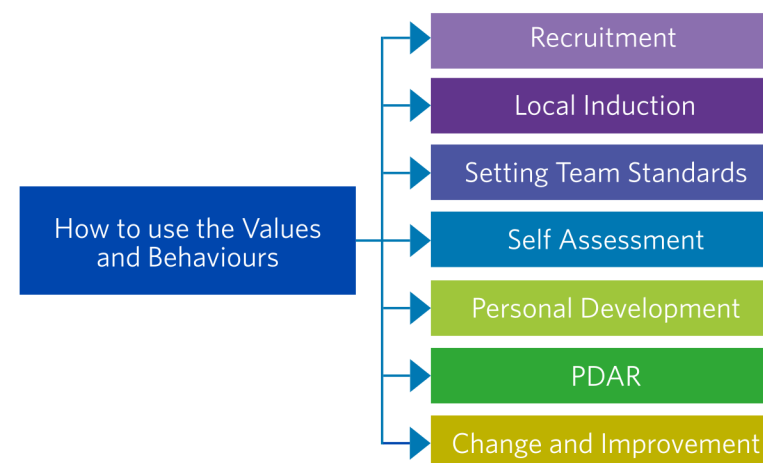 How to use the Values
and Behaviours
Recruitment
Local Induction
Setting Team Standards
Self Assessment
Personal Development
PDAR
Change and Improvement